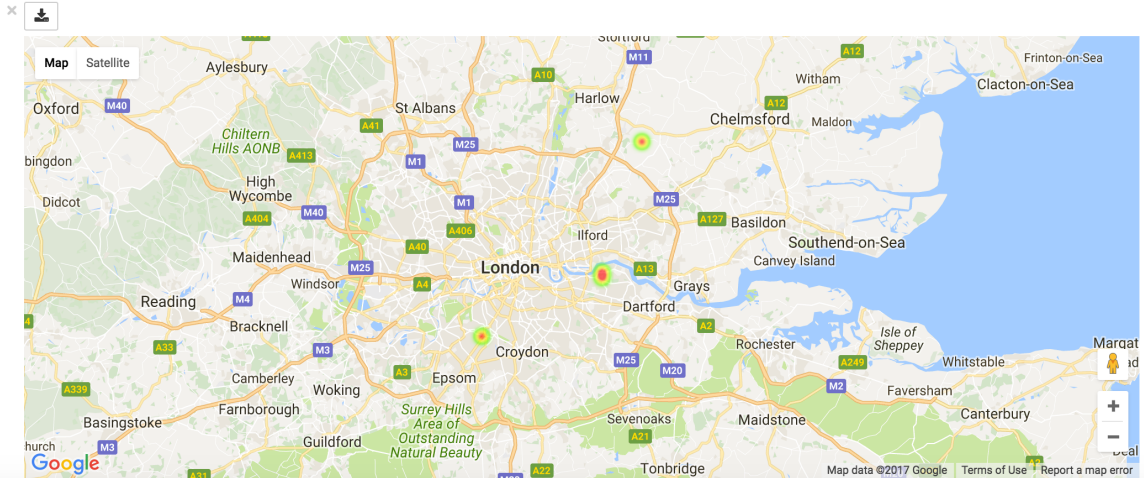 Stortford
A12
M11
Frinton-on-Sea
Map Satellite
Aylesbury
A10
Witham
Clacton-on-Sea
Harlow
Oxford
M40
St Albans
A12
Chelmsford
Maldon
A41
Chiltern
Hills AONB
M25
A413
M1
bingdon
High
Wycombe
Didcot
M1
M25
M40
A404
A127
Basildon
A406
Ilford
A40
Southend-on-Sea
Maidenhead
London
M25
A13
Canvey Island
Windsor
A4
Grays
Reading
M4
Dartford
4
Bracknell
A2
Isle of
Sheppey
A33
M3
Croydon
Rochester
Margat
M25
A249
Whitstable
ad
A3
M20
Camberley
Epsom
A339
Woking
M2
Faversham
Farnborough
Surrey Hills
Area of
Outstanding
Natural Beauty
Canterbury
Basingstoke
Sevenoaks
Maidstone
A21
church
Guildford
M3
Deal
Google
A31
A22
Tonbridge
Map data ©2017 Google
Terms of Use
Report a map error